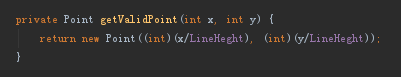 private Point getValidPoint(int x, int y) {
    return new Point((int)(x/LineHeght), (int)(y/LineHeght));
}